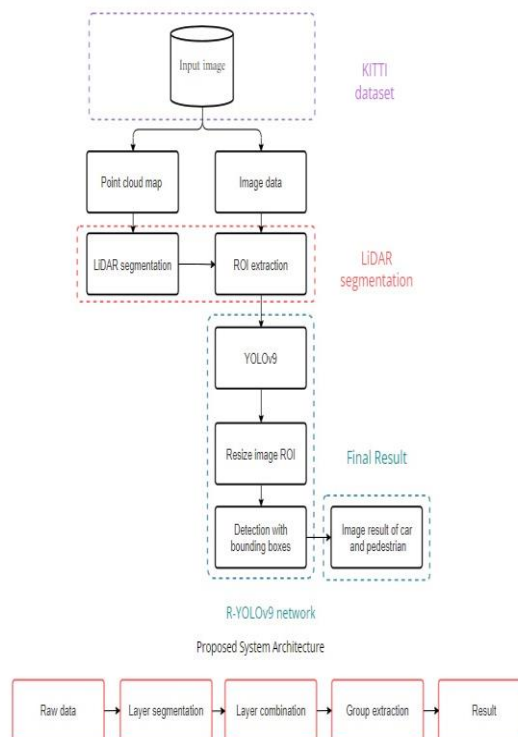 Input image
KITTI
dataset
Point cloud map
Image data
LiDAR segmentation
ROI extraction
LiDAR
segmentation
YOLOv9
Resize image ROI
Final Result
Detection with
bounding boxes
Image result of car
and pedestrian
R-YOLOv9 network
Proposed System Architecture
Raw data
Layer segmentation
Layer combination
Group extraction
Result